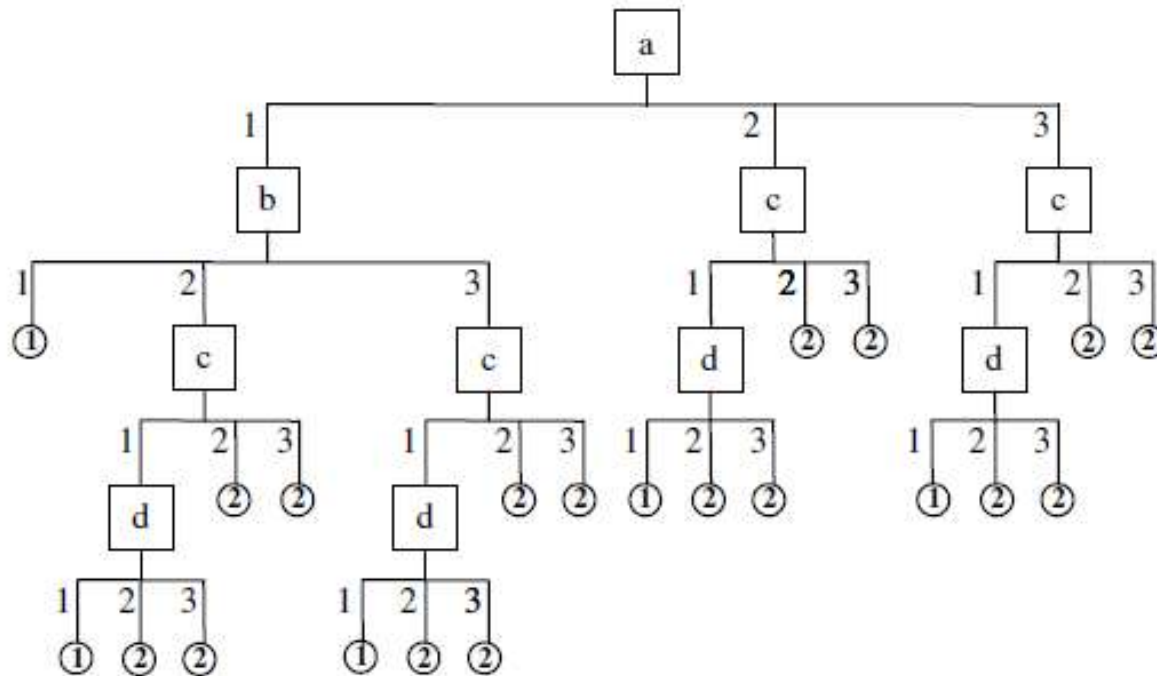 a
1 2 3
b c c
1 2 3 1 2 3 1 2 3
1 c c d 2 2 d 2 2
1 2 3 1 2 3 1 2 3 1 2 3
d 2 2 d 2 2 1 2 2 1 2 2
1 2 3 1 2 3
1 2 2 1 2 2